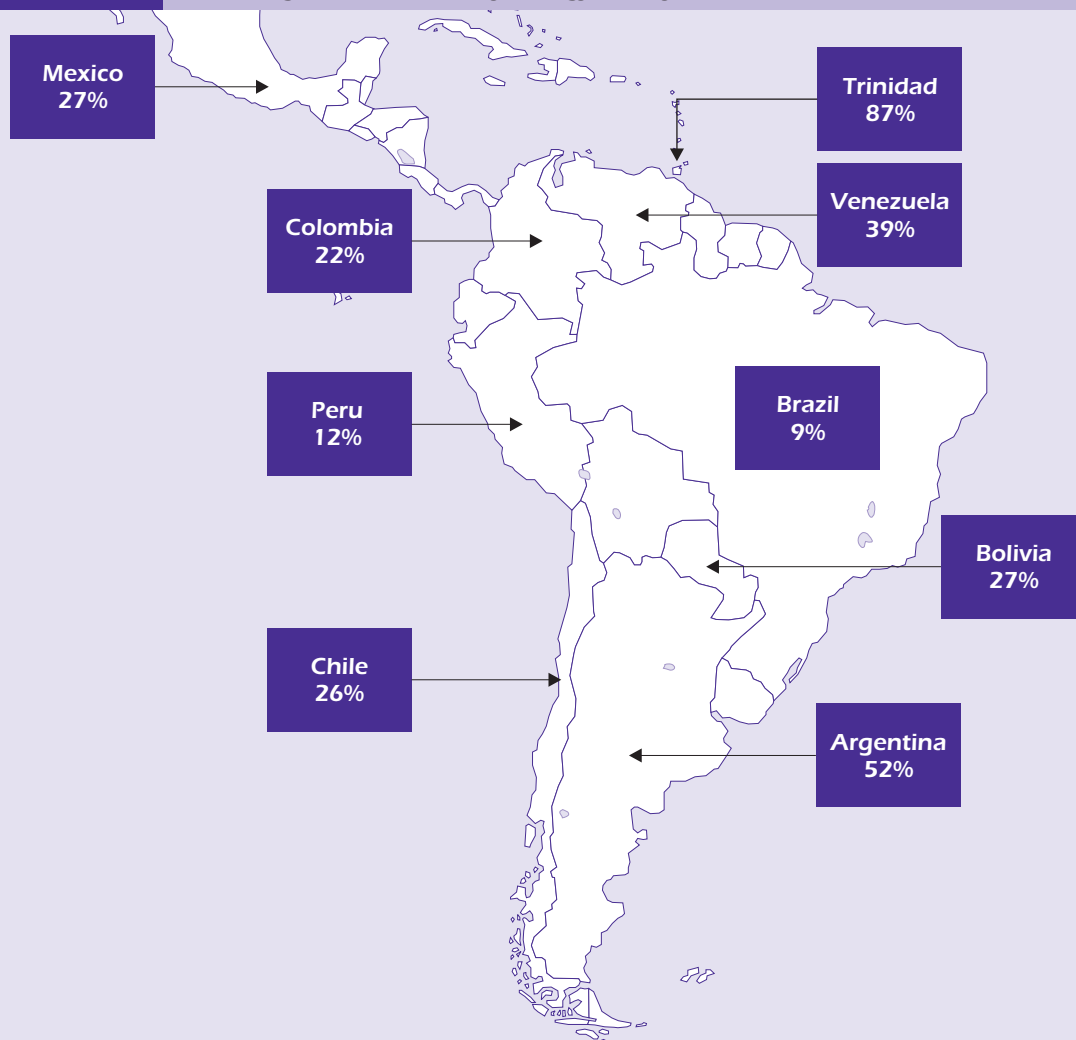 Mexico
27%
Trinidad
87%
Venezuela
39%
Colombia
22%
Peru
12%
Brazil
9%
Bolivia
27%
Chile
26%
Argentina
52%